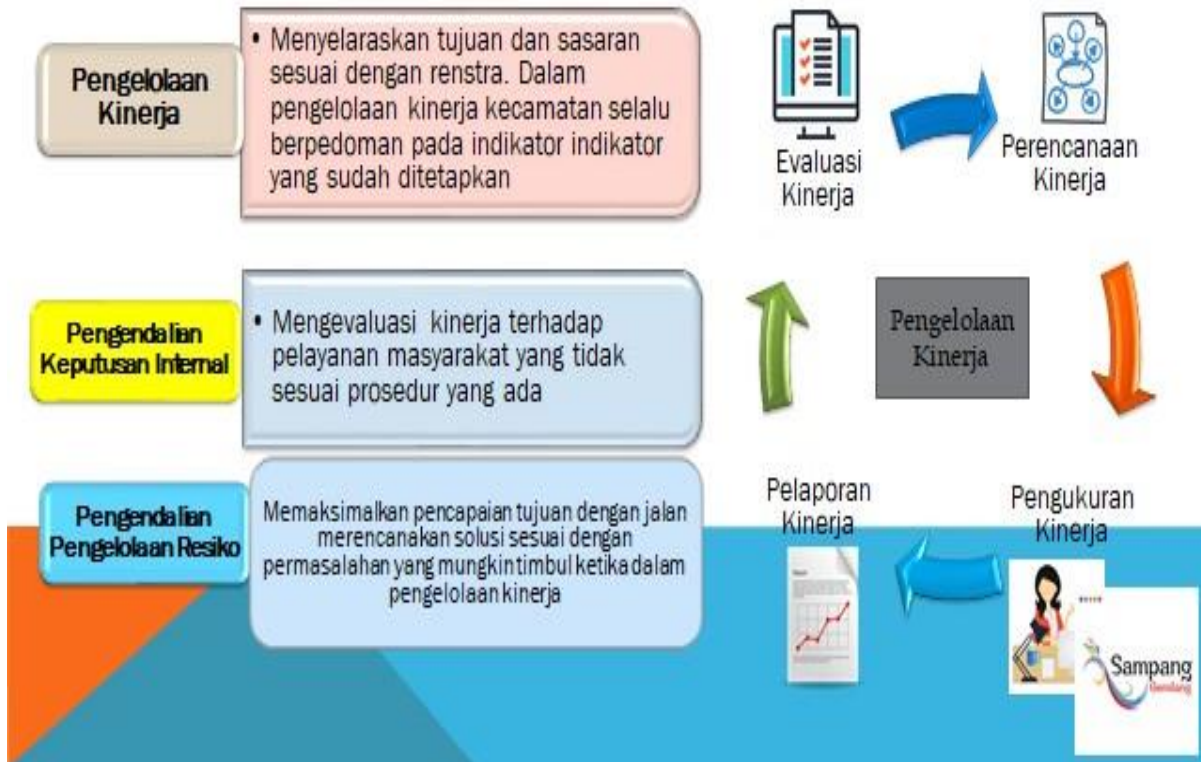 Pengelolaan
Kinerja
• Menyelaraskan tujuan dan sasaran
sesuai dengan renstra. Dalam
pengelolaan kinerja kecamatan selalu
berpedoman pada indikator indikator
yang sudah ditetapkan
Pengendalian
Keputusan Internal
• Mengevaluasi kinerja terhadap
pelayanan masyarakat yang tidak
sesuai prosedur yang ada
Pengendalian
Pengelolaan Resiko
Memaksimalkan pencapaian tujuan dengan jalan
merencanakan solusi sesuai dengan
permasalahan yang mungkin timbul ketika dalam
pengelolaan kinerja
Evaluasi
Kinerja
Perencanaan
Kinerja
Pengelolaan
Kinerja
Pelaporan
Kinerja
Pengukuran
Kinerja
Sampang
Gemilang